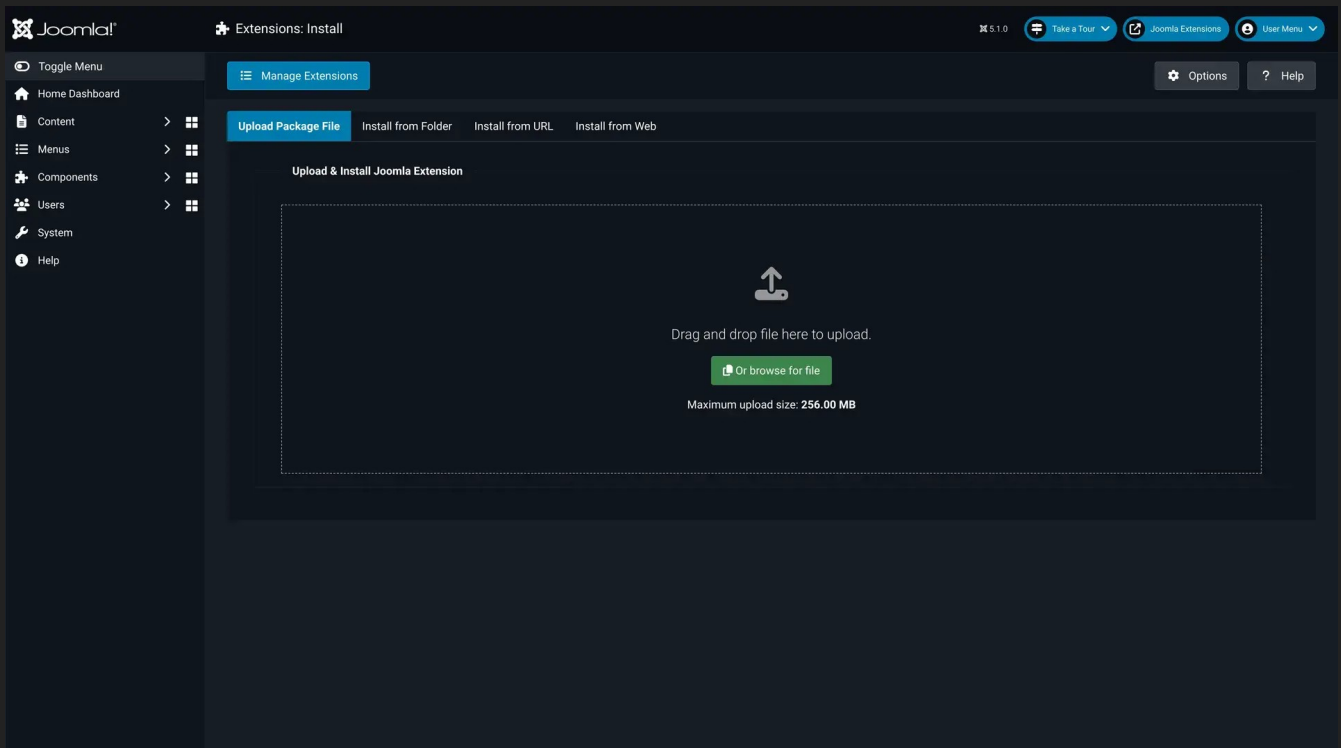 Joomla!®
Extensions: Install
5.1.0
Take a Tour
Joomla Extensions
User Menu
Toggle Menu
Home Dashboard
Content
Menus
Components
Users
System
Help
Manage Extensions
Options
? Help
Upload Package File
Install from Folder
Install from URL
Install from Web
Upload & Install Joomla Extension
Drag and drop file here to upload.
Or browse for file
Maximum upload size: 256.00 MB